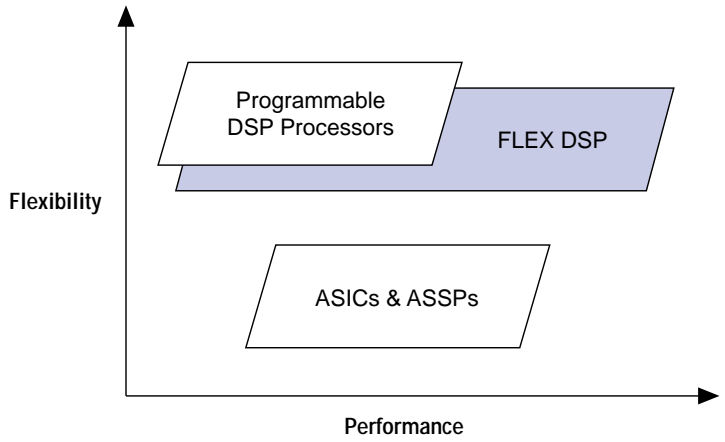 Programmable
DSP Processors
FLEX DSP
Flexibility
ASICs & ASSPs
Performance